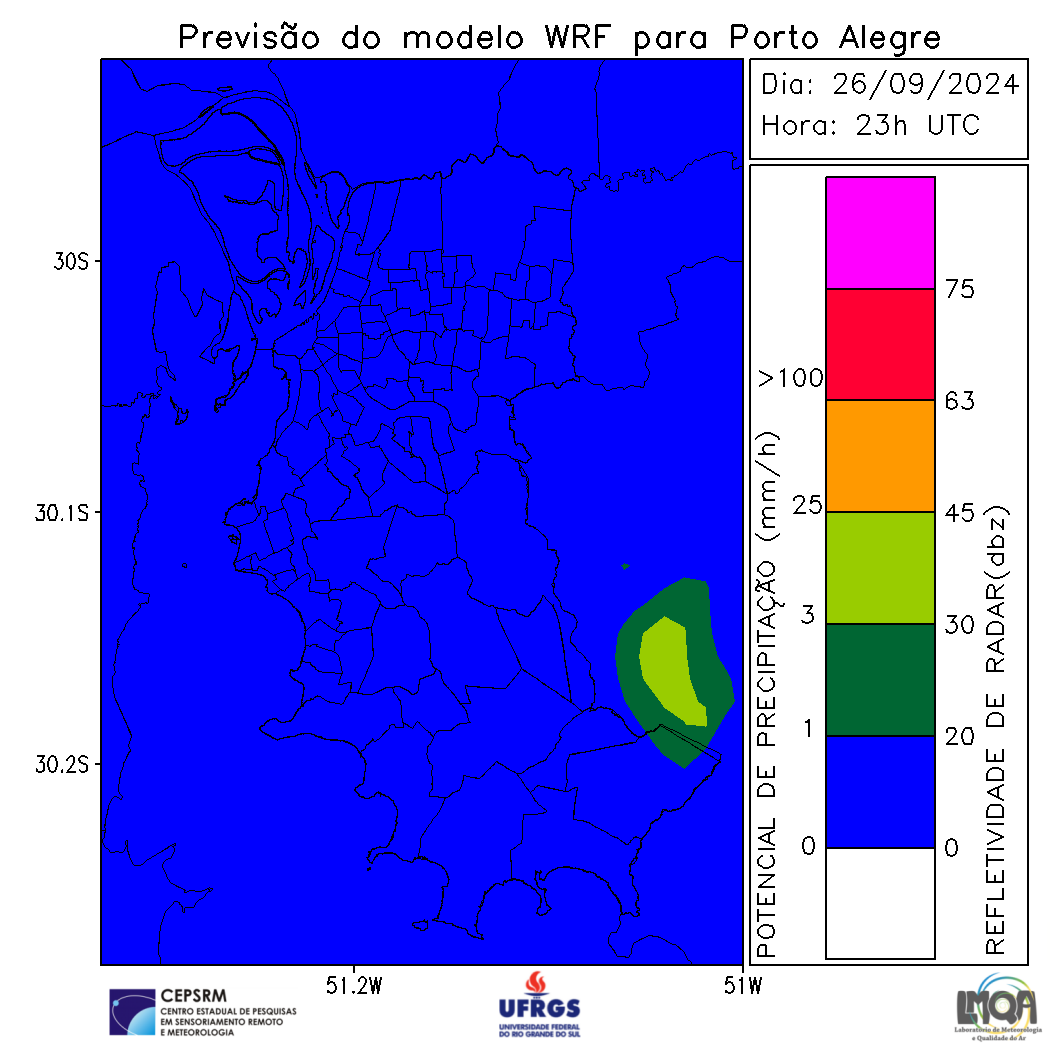 Previsão do modelo WRF para Porto Alegre
Dia: 26/09/2024
Hora: 23h UTC
30S
30.1S
30.2S
51.2W
51W
POTENCIAL DE PRECIPITAÇÃO (mm/h)
>100
25
3
1
0
75
63
45
30
20
0
REFLETIVIDADE DE RADAR(dbz)
CEPSRM
CENTRO ESTADUAL DE PESQUISAS
EM SENSORIAMENTO REMOTO
E METEOROLOGIA
UFRGS
UNIVERSIDADE FEDERAL
DO RIO GRANDE DO SUL
LMQA
Laboratório de Meteorologia
e Qualidade do Ar